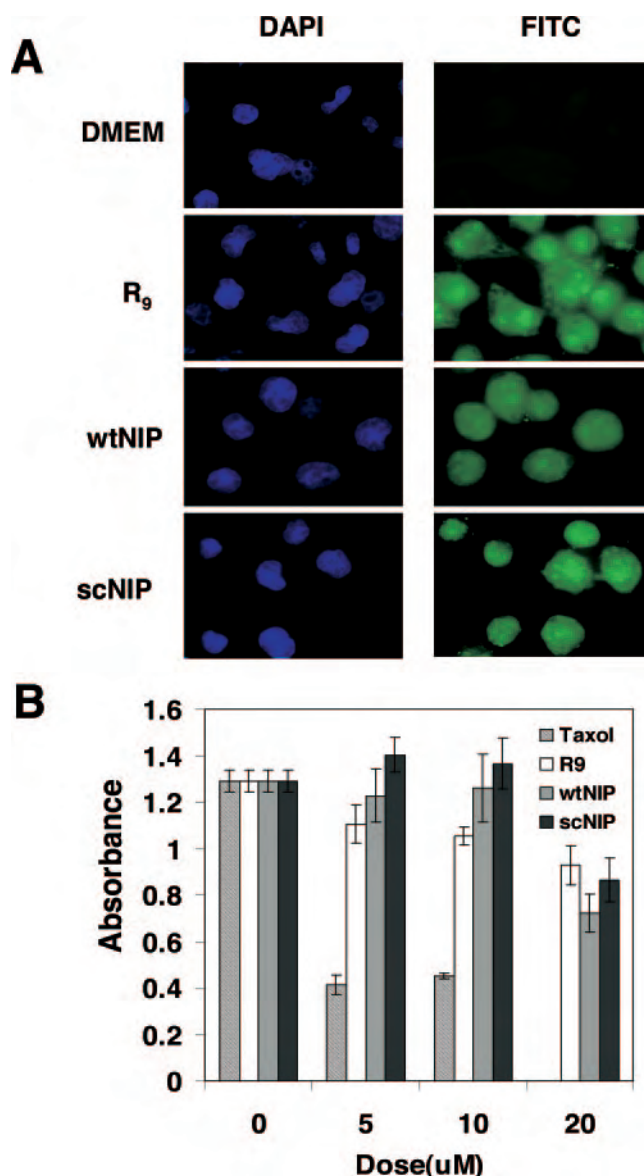 A
DAPI FITC
DMEM
R9
wtNIP
scNIP
B
Absorbance
1.6
1.4
1.2
1
0.8
0.6
0.4
0.2
0
Taxol
R9
wtNIP
scNIP
0 5 10 20
Dose(uM)